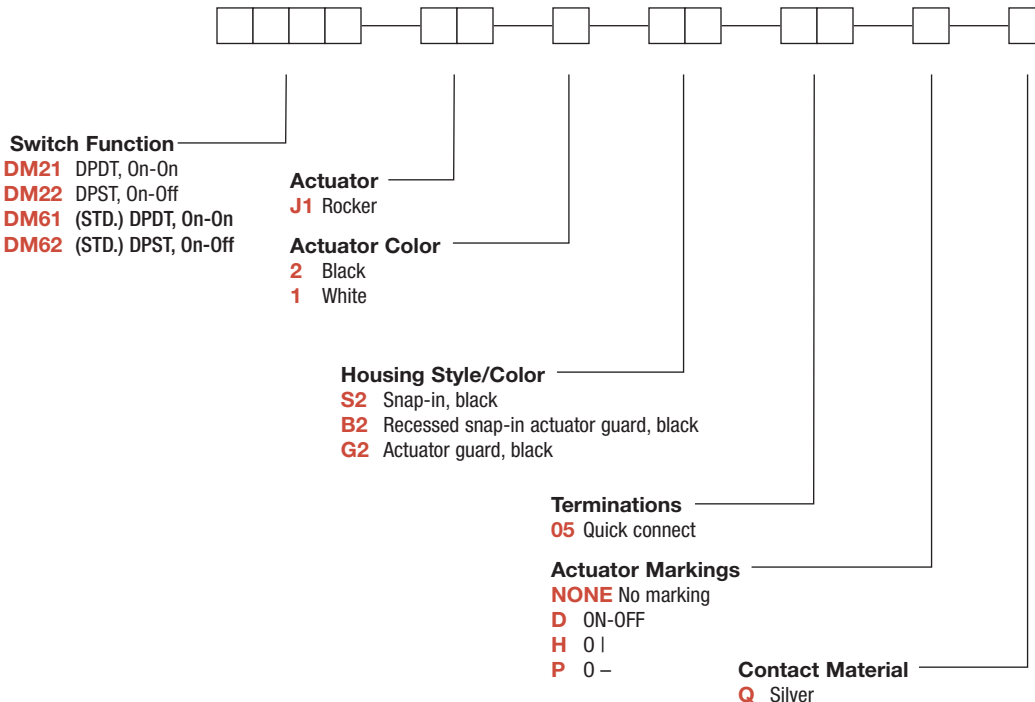 Switch Function
DM21 DPDT, On-On
DM22 DPST, On-Off
DM61 (STD.) DPDT, On-On
DM62 (STD.) DPST, On-Off
Actuator
J1 Rocker
Actuator Color
2 Black
1 White
Housing Style/Color
S2 Snap-in, black
B2 Recessed snap-in actuator guard, black
G2 Actuator guard, black
Terminations
05 Quick connect
Actuator Markings
NONE No marking
D ON-OFF
H O |
P O –
Contact Material
Q Silver